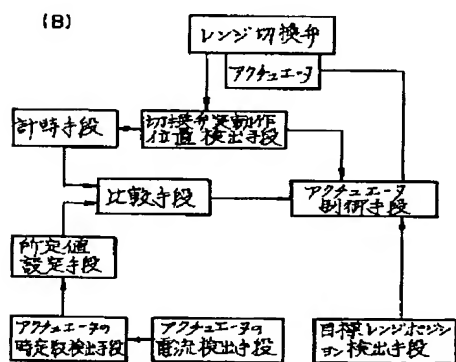 (B)
レンジ切換弁
アクチュエータ
計時手段
切換弁実動作
位置検出手段
比較手段
アクチュエータ
制御手段
所定値
設定手段
アクチュエータの
時定数検出手段
アクチュエータの
電流検出手段
目標レンジポジシ
ョン検出手段